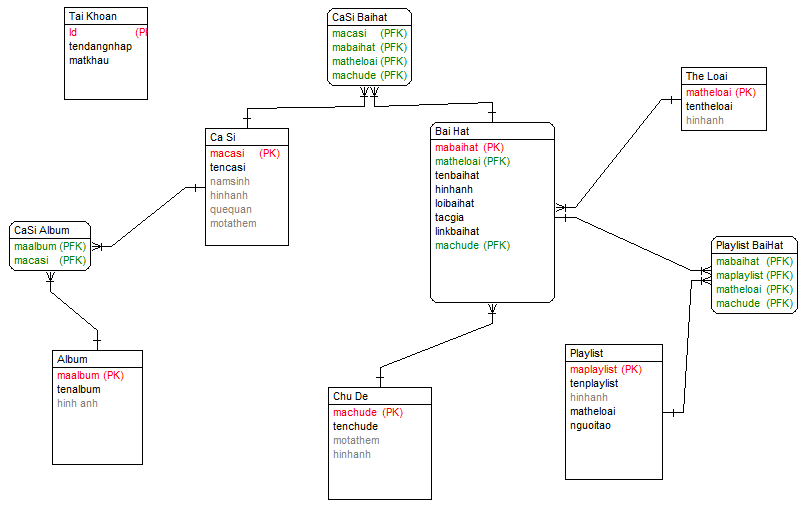 Tai Khoan
Id (PK
tendangnhap
matkhau
CaSi Baihat
macasi (PFK)
mabaihat (PFK)
matheloai (PFK)
machude (PFK)
The Loai
matheloai (PK)
tentheloai
hinhanh
Ca Si
macasi (PK)
tencasi
namsinh
hinhanh
quequan
motathem
Bai Hat
mabaihat (PK)
matheloai (PFK)
tenbaihat
hinhanh
loibaihat
tacgia
linkbaihat
machude (PFK)
CaSi Album
maalbum (PFK)
macasi (PFK)
Playlist BaiHat
mabaihat (PFK)
maplaylist (PFK)
matheloai (PFK)
machude (PFK)
Album
maalbum (PK)
tenalbum
hinh anh
Chu De
machude (PK)
tenchude
motathem
hinhanh
Playlist
maplaylist (PK)
tenplaylist
hinhanh
matheloai
nguoitao